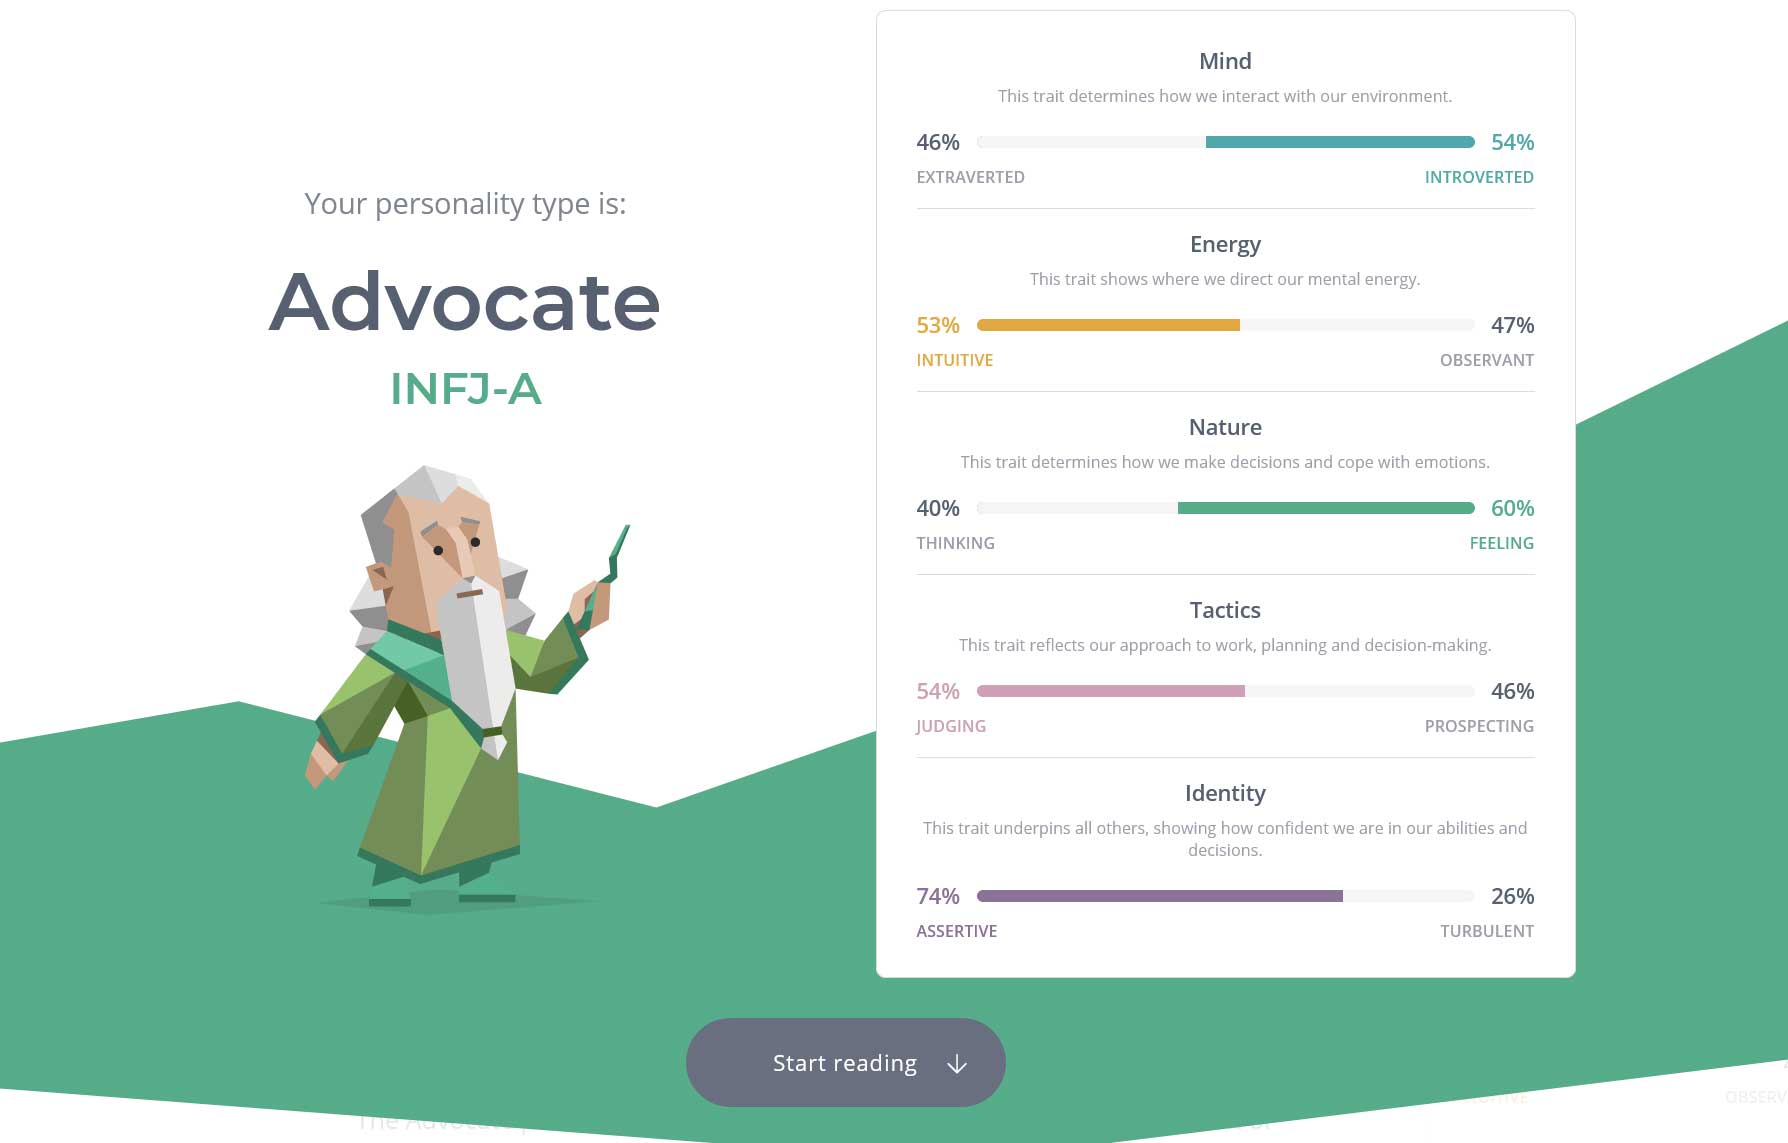 Your personality type is:
Advocate
INFJ-A
Mind
This trait determines how we interact with our environment.
46% 54%
EXTRAVERTED INTROVERTED
Energy
This trait shows where we direct our mental energy.
53% 47%
INTUITIVE OBSERVANT
Nature
This trait determines how we make decisions and cope with emotions.
40% 60%
THINKING FEELING
Tactics
This trait reflects our approach to work, planning and decision-making.
54% 46%
JUDGING PROSPECTING
Identity
This trait underpins all others, showing how confident we are in our abilities and
decisions.
74% 26%
ASSERTIVE TURBULENT
Start reading